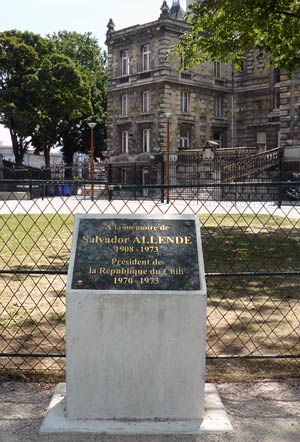 A la mémoire de
Salvador ALLENDE
1908 - 1973
Président de
la République du Chili
1970 - 1973